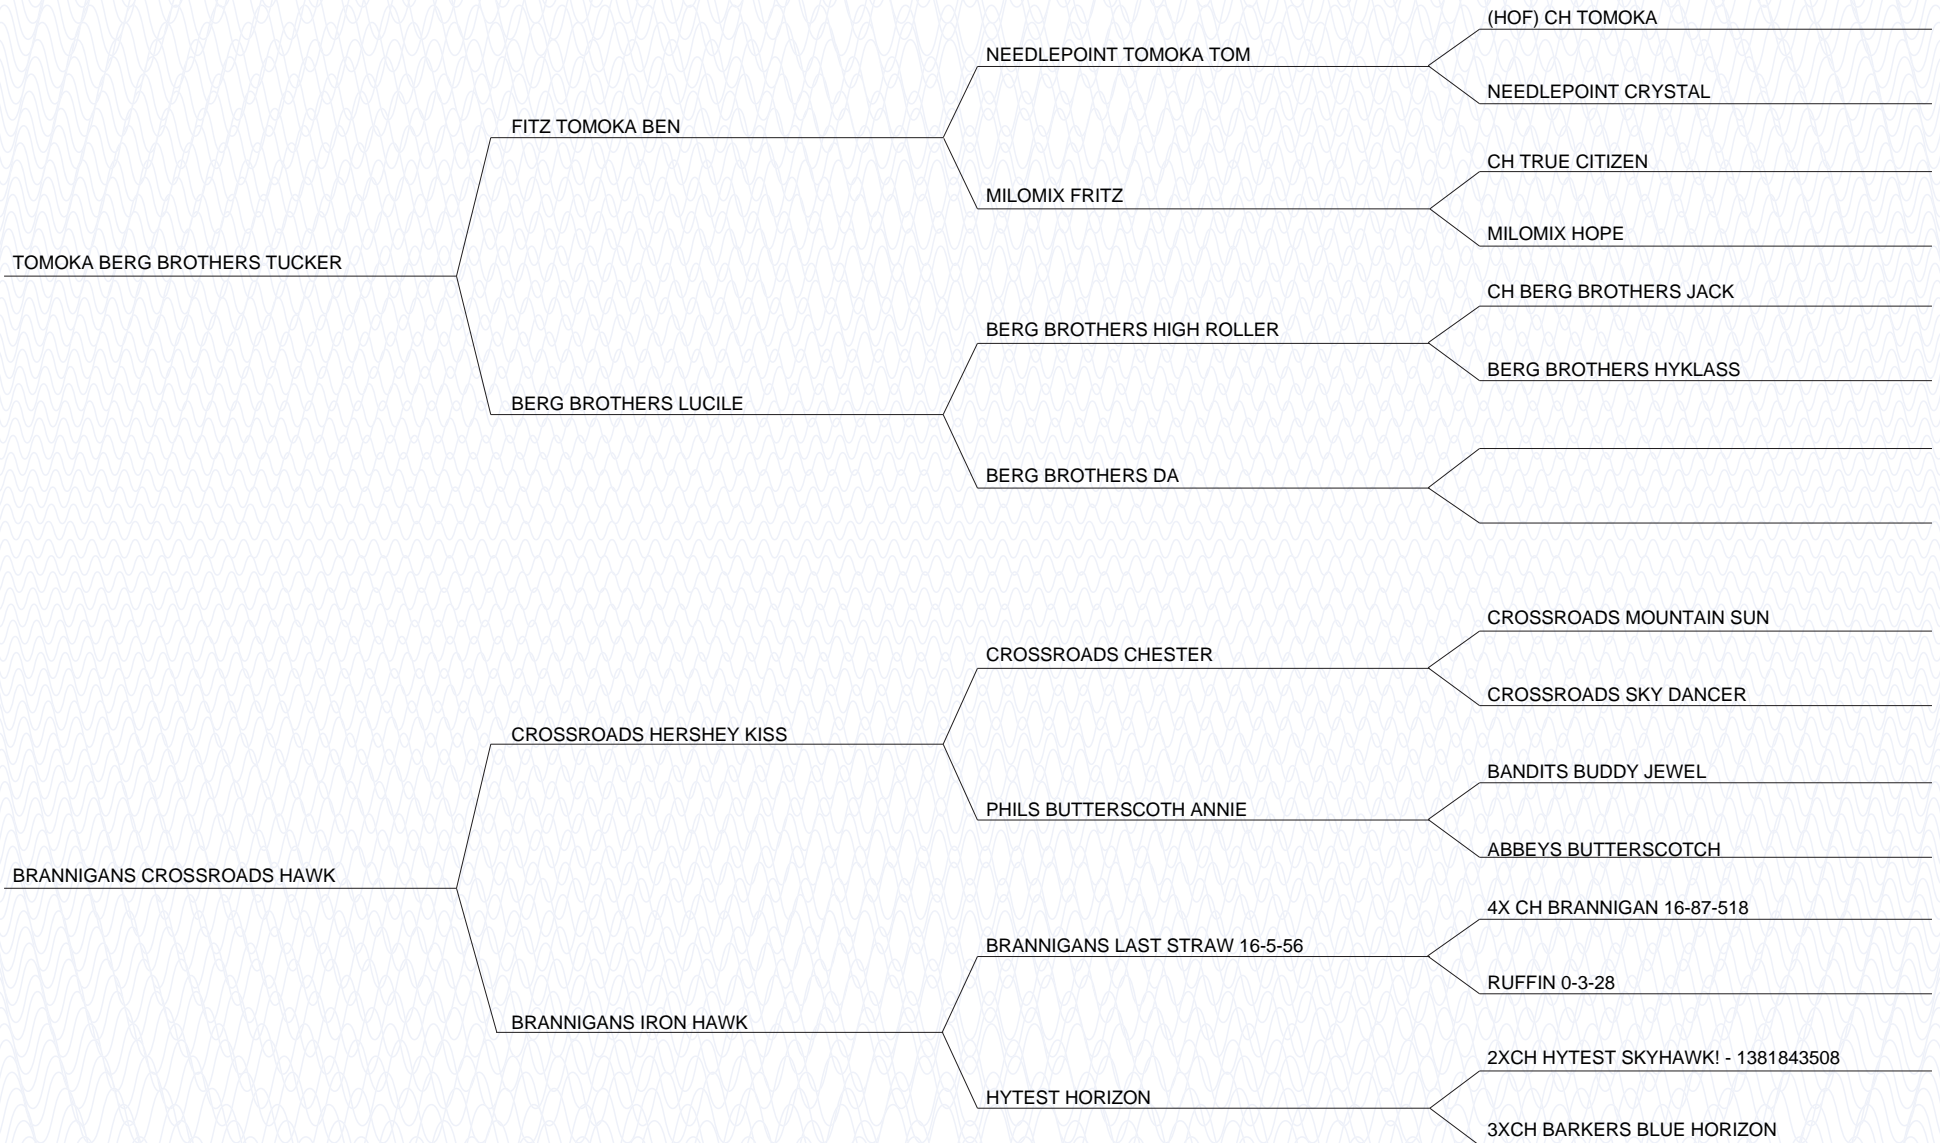 (HOF) CH TOMOKA
NEEDLEPOINT TOMOKA TOM
NEEDLEPOINT CRYSTAL
FITZ TOMOKA BEN
CH TRUE CITIZEN
MILOMIX FRITZ
MILOMIX HOPE
TOMOKA BERG BROTHERS TUCKER
CH BERG BROTHERS JACK
BERG BROTHERS HIGH ROLLER
BERG BROTHERS HYKLASS
BERG BROTHERS LUCILE
BERG BROTHERS DA
CROSSROADS MOUNTAIN SUN
CROSSROADS CHESTER
CROSSROADS SKY DANCER
CROSSROADS HERSHEY KISS
BANDITS BUDDY JEWEL
PHILS BUTTERSCOTH ANNIE
ABBEYS BUTTERSCOTCH
BRANNIGANS CROSSROADS HAWK
4X CH BRANNIGAN 16-87-518
BRANNIGANS LAST STRAW 16-5-56
RUFFIN 0-3-28
BRANNIGANS IRON HAWK
2XCH HYTEST SKYHAWK! - 1381843508
HYTEST HORIZON
3XCH BARKERS BLUE HORIZON